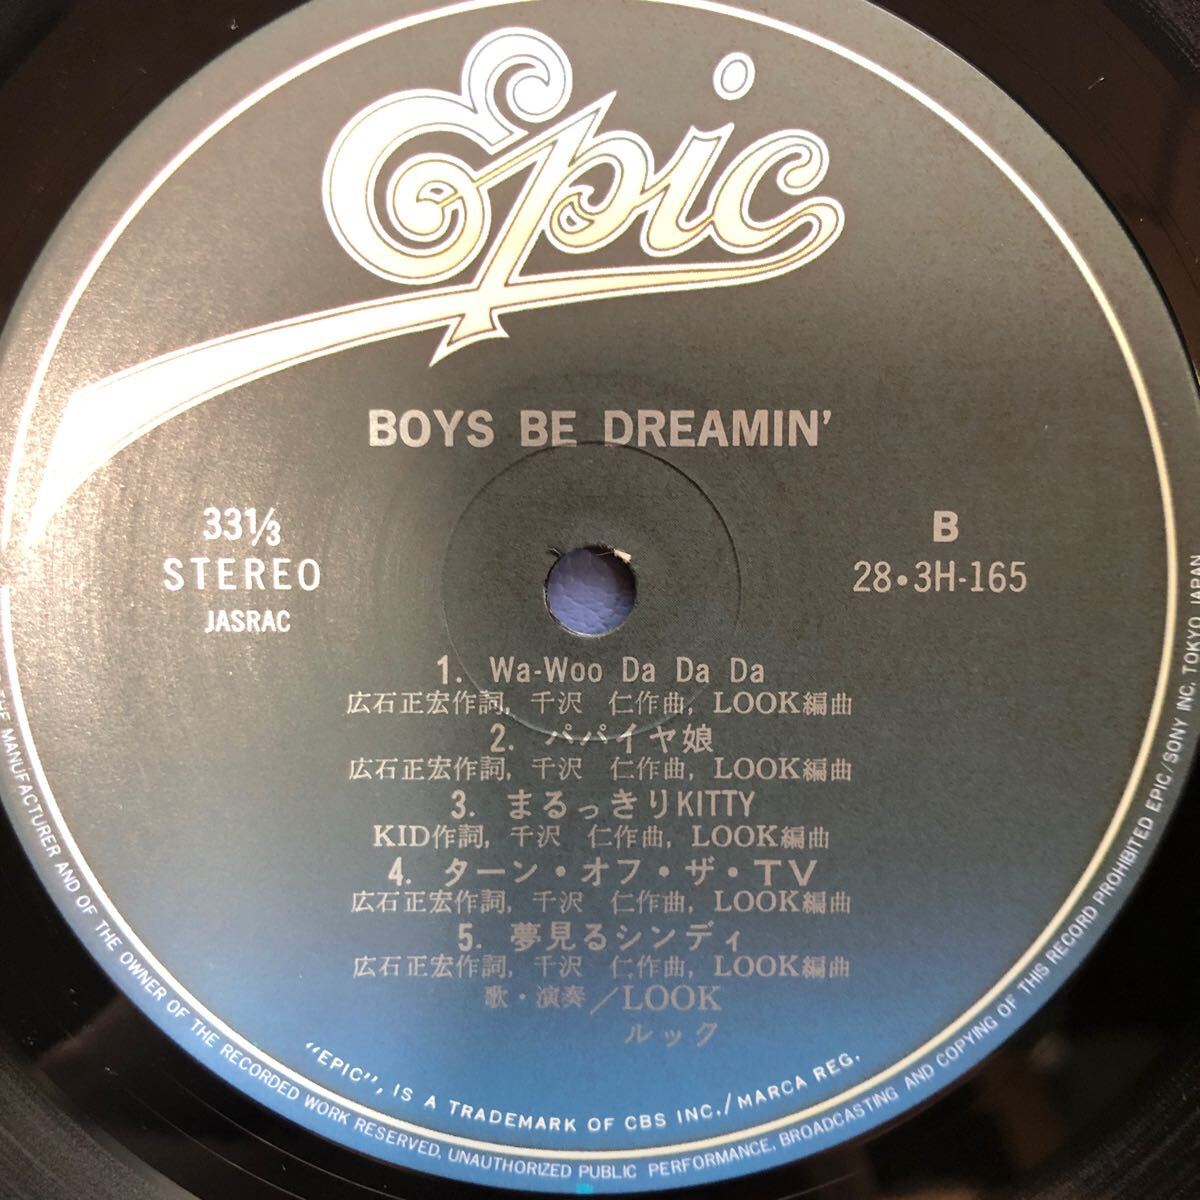 Epic
BOYS BE DREAMIN'
33⅓
STEREO
JASRAC
B
28・3H-165
1. Wa-Woo Da Da Da
広石正宏作詞, 千沢 仁作曲, LOOK編曲
2. パパイヤ娘
広石正宏作詞, 千沢 仁作曲, LOOK編曲
3. まるっきりKITTY
KID作詞, 千沢 仁作曲, LOOK編曲
4. ターン・オフ・ザ・TV
広石正宏作詞, 千沢 仁作曲, LOOK編曲
5. 夢見るシンディ
広石正宏作詞, 千沢 仁作曲, LOOK編曲
歌・演奏／LOOK
ルック
"EPIC", IS A TRADEMARK OF CBS INC./MARCA REG.
THE MANUFACTURER AND OF THE OWNER OF THE RECORDED WORK RESERVED, UNAUTHORIZED PUBLIC PERFORMANCE, BROADCASTING AND COPYING OF THIS RECORD PROHIBITED EPIC/SONY INC. TOKYO JAPAN